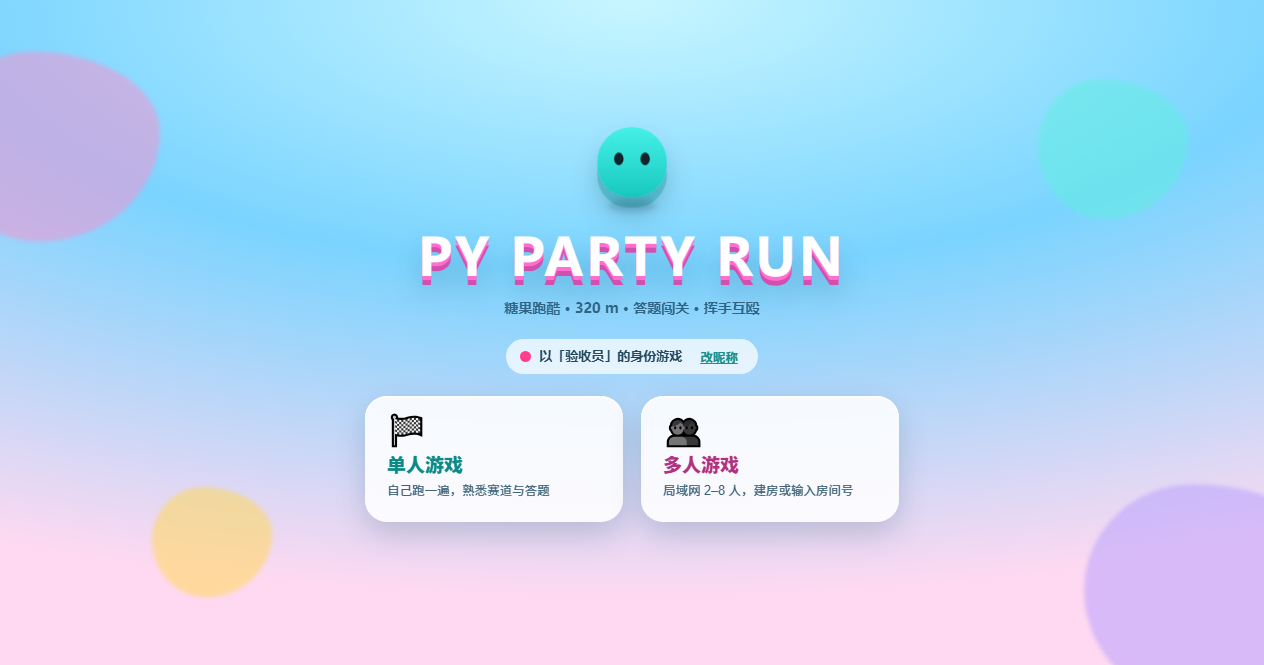 PY PARTY RUN
糖果跑酷 • 320 m • 答题闯关 • 挥手互殴
以「验收员」的身份游戏 改昵称
单人游戏
自己跑一遍，熟悉赛道与答题
多人游戏
局域网 2–8 人，建房或输入房间号